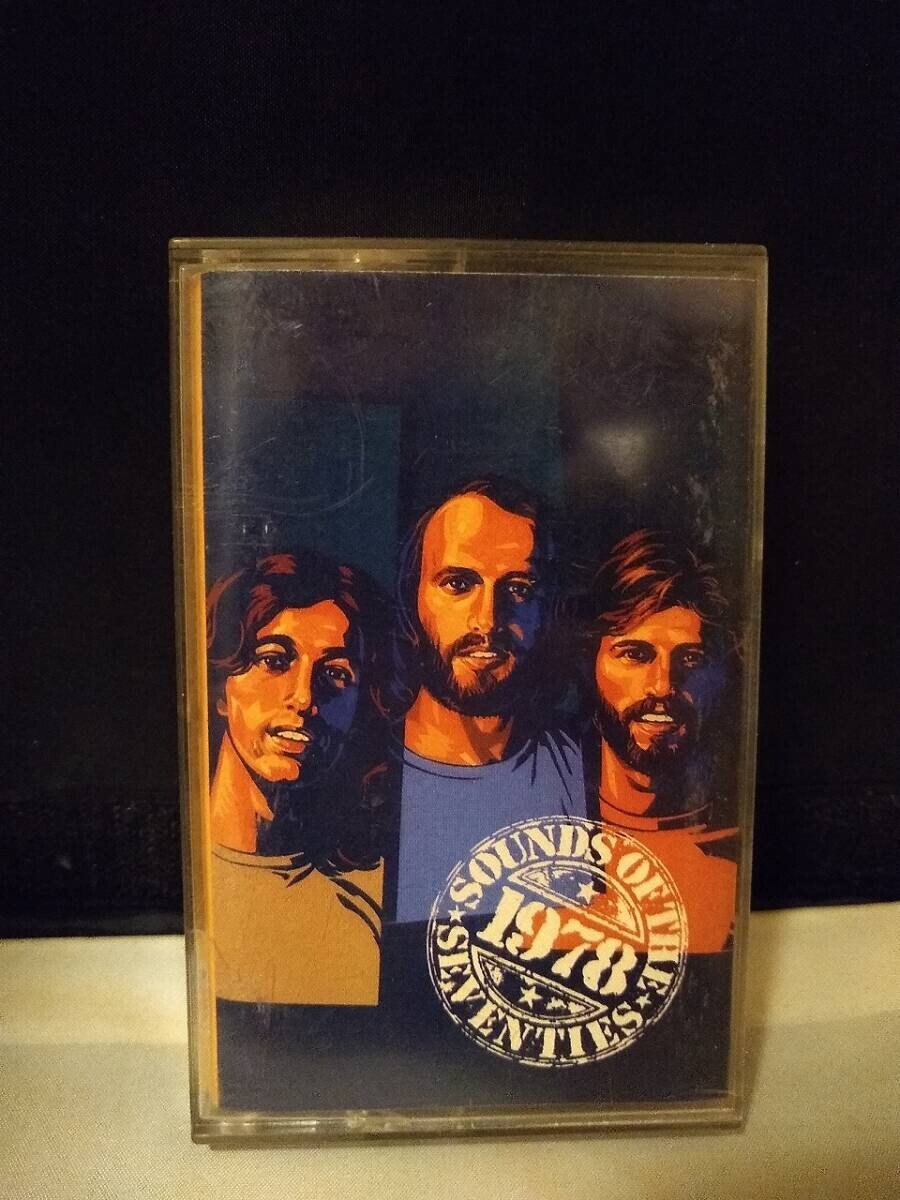 SOUNDS OF THE
1978
SEVENTIES